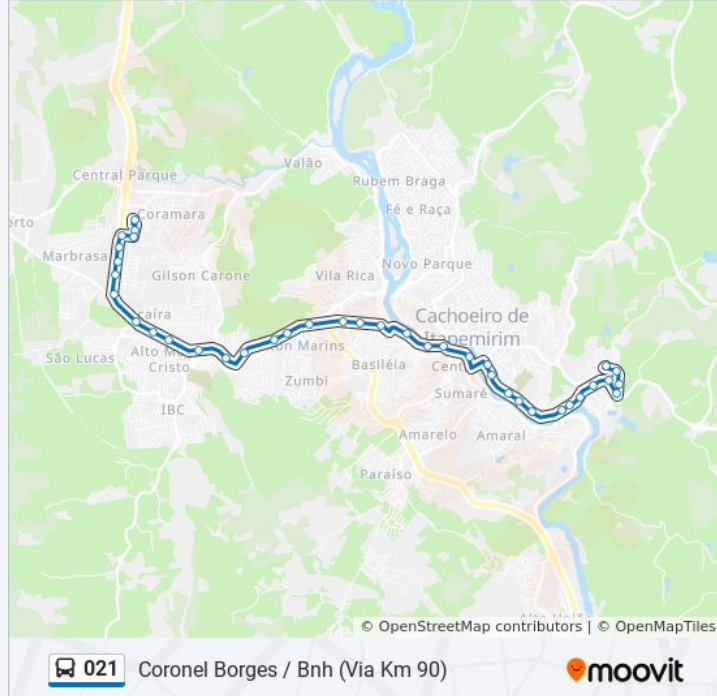 Valão
Central Parque
Rubem Braga
Fé e Raça
Coramara
orto
Novo Parque
Marbrasa
Gilson Carone
Vila Rica
Cachoeiro de
Itapemirim
São Lucas
Cristo
Basiléia
Zumbi
Sumaré
IBC
Amarelo
Amaral
Paraíso
© OpenStreetMap contributors | © OpenMapTiles
021 Coronel Borges / Bnh (Via Km 90)
moovit